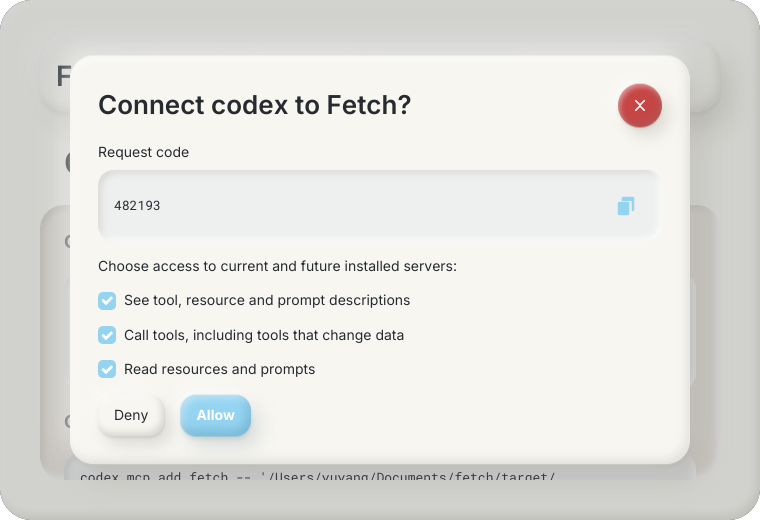 Connect codex to Fetch?
Request code
482193
Choose access to current and future installed servers:
See tool, resource and prompt descriptions
Call tools, including tools that change data
Read resources and prompts
Deny
Allow
codex mcp add fetch -- '/Users/yuyang/Documents/fetch/target/